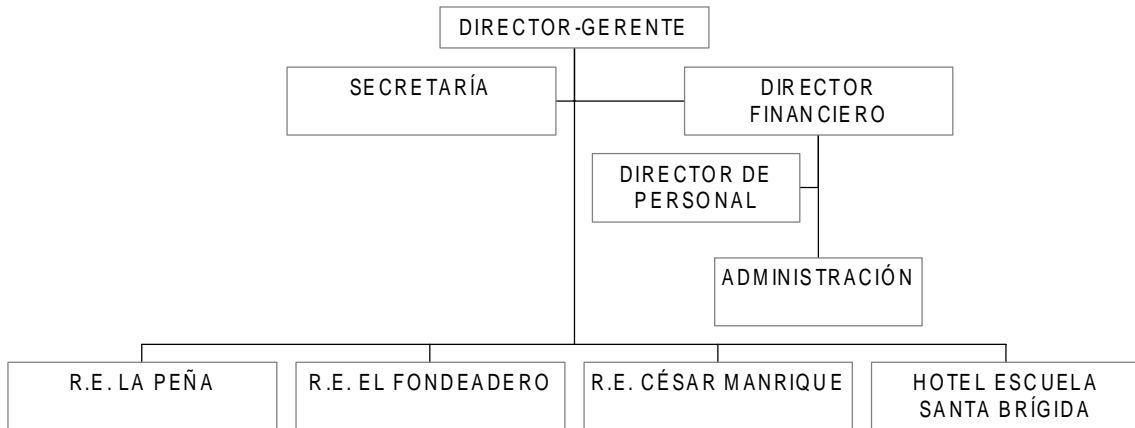 DIRECTOR-GERENTE
SECRETARÍA
DIRECTOR
FINANCIERO
DIRECTOR DE
PERSONAL
ADMINISTRACIÓN
R.E. LA PEÑA
R.E. EL FONDEADERO
R.E. CÉSAR MANRIQUE
HOTEL ESCUELA
SANTA BRÍGIDA